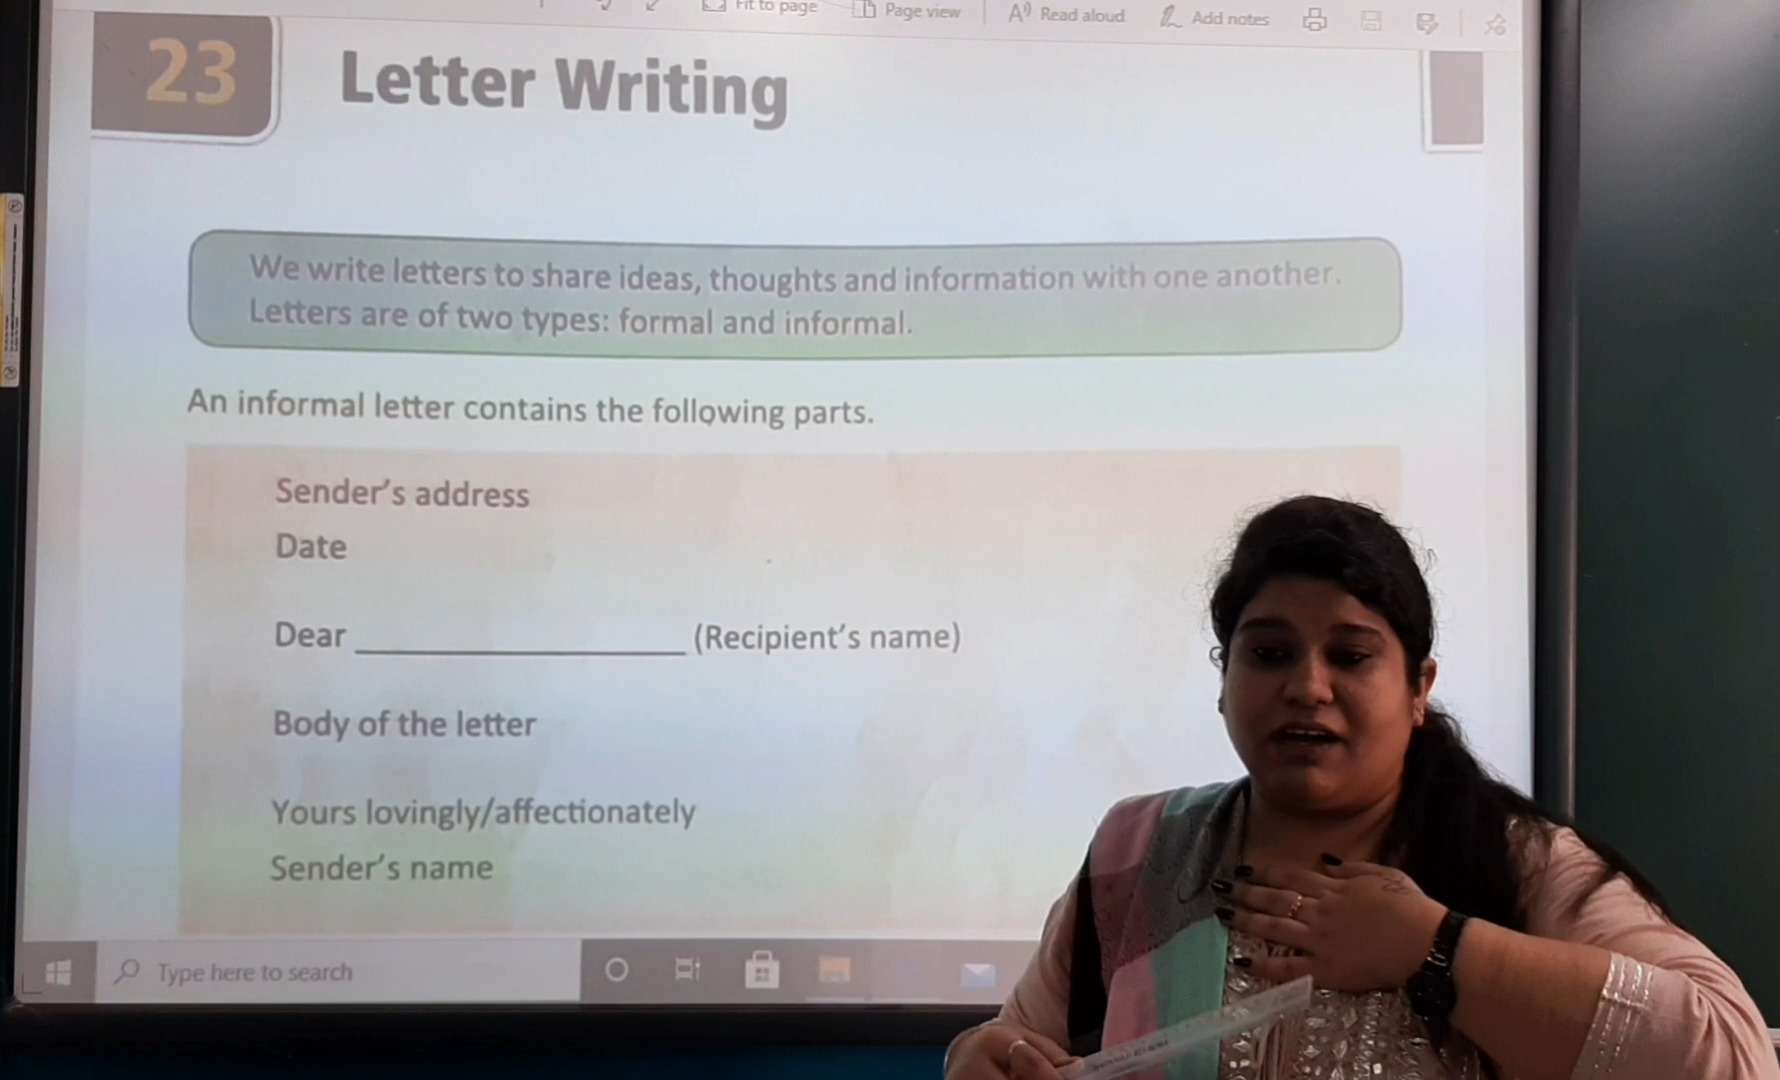 Fit to page
Page view
Read aloud
Add notes
23
Letter Writing
We write letters to share ideas, thoughts and information with one another.
Letters are of two types: formal and informal.
An informal letter contains the following parts.
Sender's address
Date
Dear ____________________ (Recipient's name)
Body of the letter
Yours lovingly/affectionately
Sender's name
Type here to search